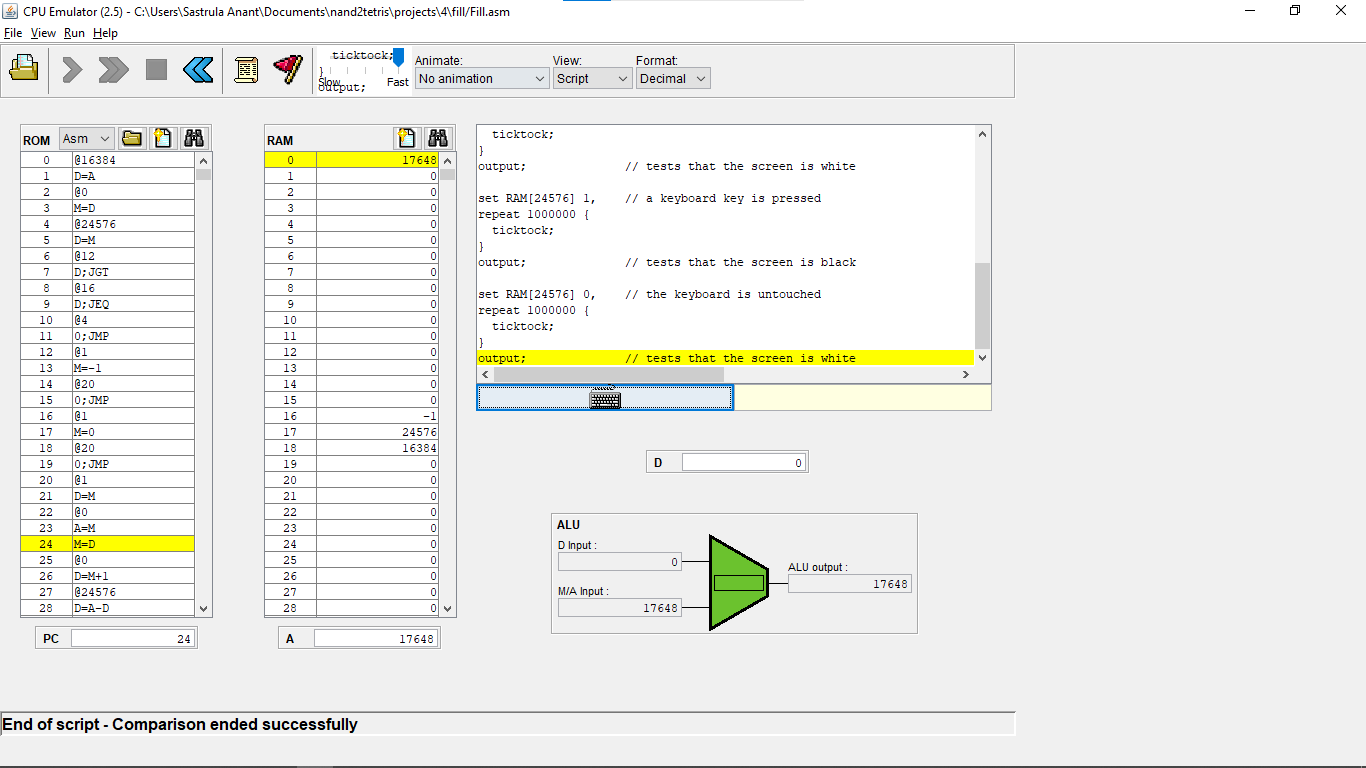 CPU Emulator (2.5) - C:\Users\Sastrula Anant\Documents\nand2tetris\projects\4\fill/Fill.asm
File View Run Help
ticktock;
}
output;
Slow Fast
Animate:
No animation
View:
Script
Format:
Decimal
ROM Asm
0 @16384
1 D=A
2 @0
3 M=D
4 @24576
5 D=M
6 @12
7 D;JGT
8 @16
9 D;JEQ
10 @4
11 0;JMP
12 @1
13 M=-1
14 @20
15 0;JMP
16 @1
17 M=0
18 @20
19 0;JMP
20 @1
21 D=M
22 @0
23 A=M
24 M=D
25 @0
26 D=M+1
27 @24576
28 D=A-D
PC 24
RAM
0 17648
1 0
2 0
3 0
4 0
5 0
6 0
7 0
8 0
9 0
10 0
11 0
12 0
13 0
14 0
15 0
16 -1
17 24576
18 16384
19 0
20 0
21 0
22 0
23 0
24 0
25 0
26 0
27 0
28 0
A 17648
ticktock;
}
output; // tests that the screen is white
set RAM[24576] 1, // a keyboard key is pressed
repeat 1000000 {
ticktock;
}
output; // tests that the screen is black
set RAM[24576] 0, // the keyboard is untouched
repeat 1000000 {
ticktock;
}
output; // tests that the screen is white
D 0
ALU
D Input :
0
M/A Input :
17648
ALU output :
17648
End of script - Comparison ended successfully